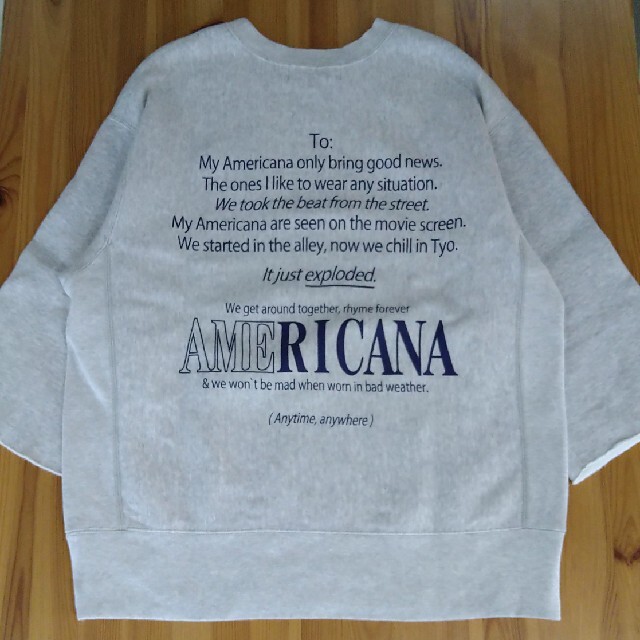 To:
My Americana only bring good news.
The ones I like to wear any situation.
We took the beat from the street.
My Americana are seen on the movie screen.
We started in the alley, now we chill in Tyo.
It just exploded.
We get around together, rhyme forever
AMERICANA
& we won`t be mad when worn in bad weather.
( Anytime, anywhere )